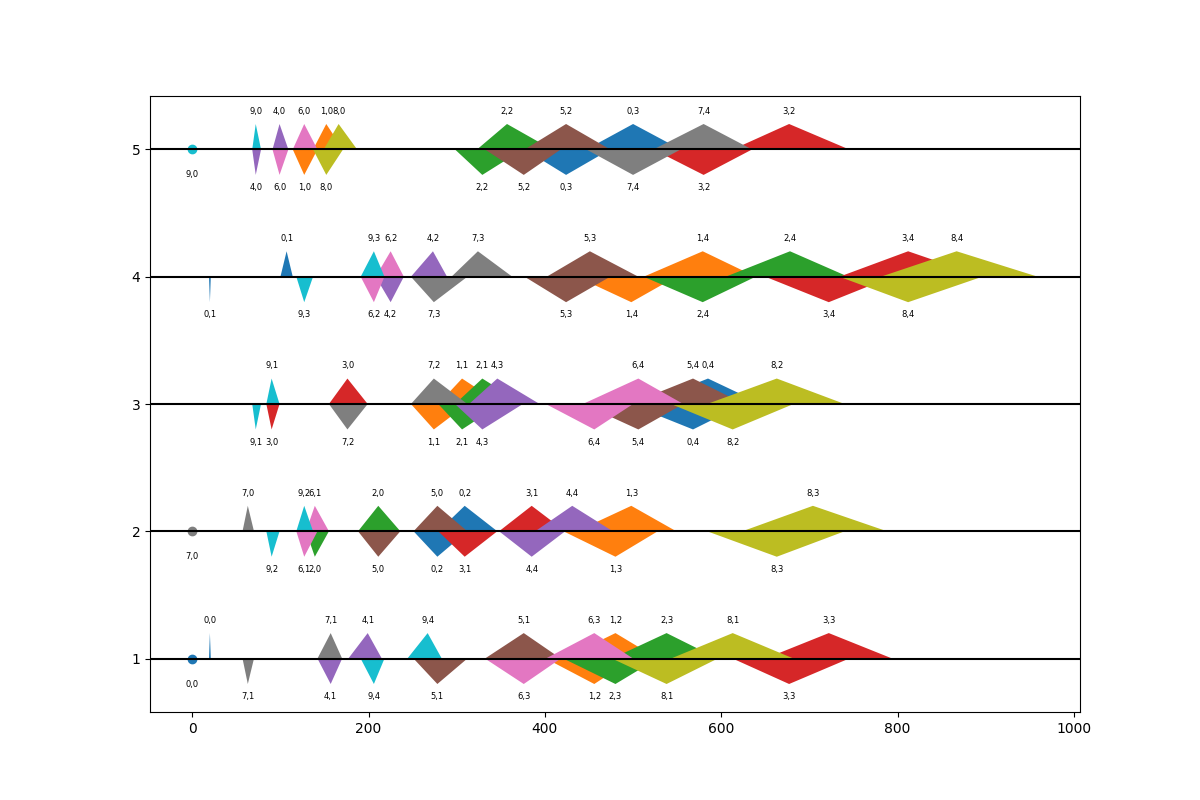 9,0 4,0 6,0 1,0 8,0 2,2 5,2 0,3 7,4 3,2
5
9,0 4,0 6,0 1,0 8,0 2,2 5,2 0,3 7,4 3,2
0,1 9,3 6,2 4,2 7,3 5,3 1,4 2,4 3,4 8,4
4
0,1 9,3 6,2 4,2 7,3 5,3 1,4 2,4 3,4 8,4
9,1 3,0 7,2 1,1 2,1 4,3 6,4 5,4 0,4 8,2
3
9,1 3,0 7,2 1,1 2,1 4,3 6,4 5,4 0,4 8,2
7,0 9,2 6,1 2,0 5,0 0,2 3,1 4,4 1,3 8,3
2
7,0 9,2 6,1 2,0 5,0 0,2 3,1 4,4 1,3 8,3
0,0 7,1 4,1 9,4 5,1 6,3 1,2 2,3 8,1 3,3
1
0,0 7,1 4,1 9,4 5,1 6,3 1,2 2,3 8,1 3,3
0 200 400 600 800 1000